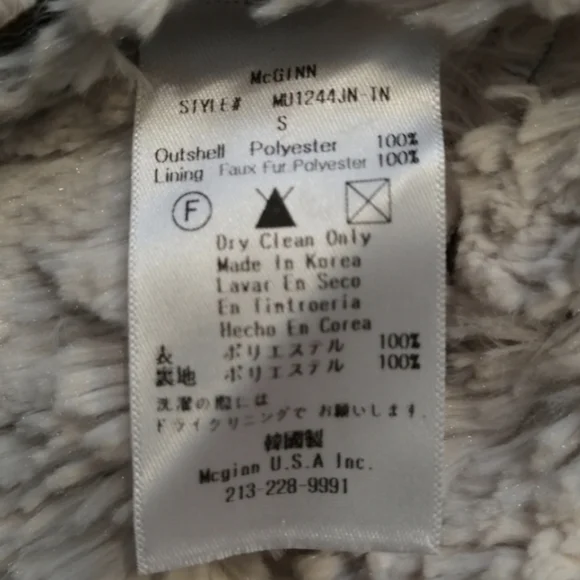 McGINN
STYLE# MU1244JN-TN
S
Outshell Polyester 100%
Lining Faux Fur.Polyester 100%
F
Dry Clean Only
Made In Korea
Lavar En Seco
En Tintroeria
Hecho En Corea
表 ポリエステル 100%
裏地 ポリエステル 100%
洗濯の際には
ドライクリニングで お願いします.
韓國製
Mcginn U.S.A Inc.
213-228-9991